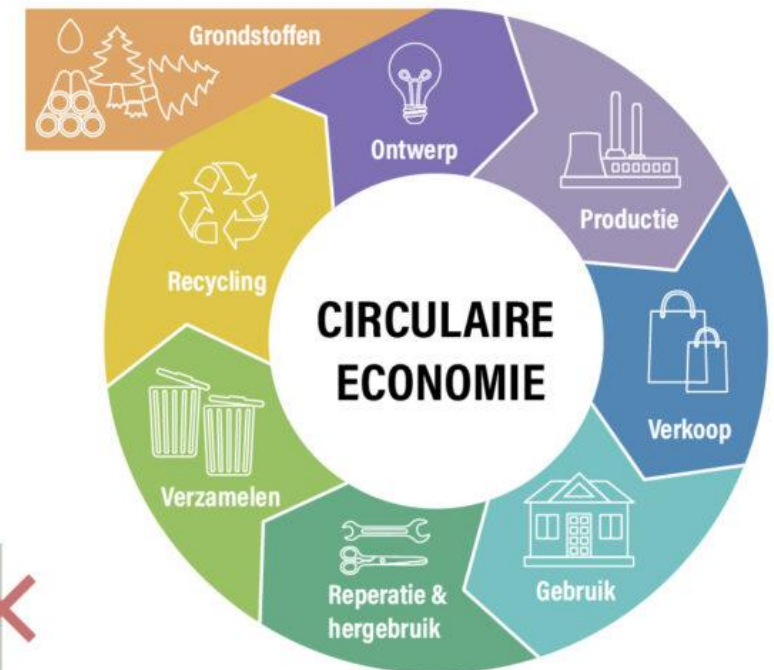 Grondstoffen
Ontwerp
Productie
Verkoop
Gebruik
Reperatie &
hergebruik
Verzamelen
Recycling
CIRCULAIRE
ECONOMIE